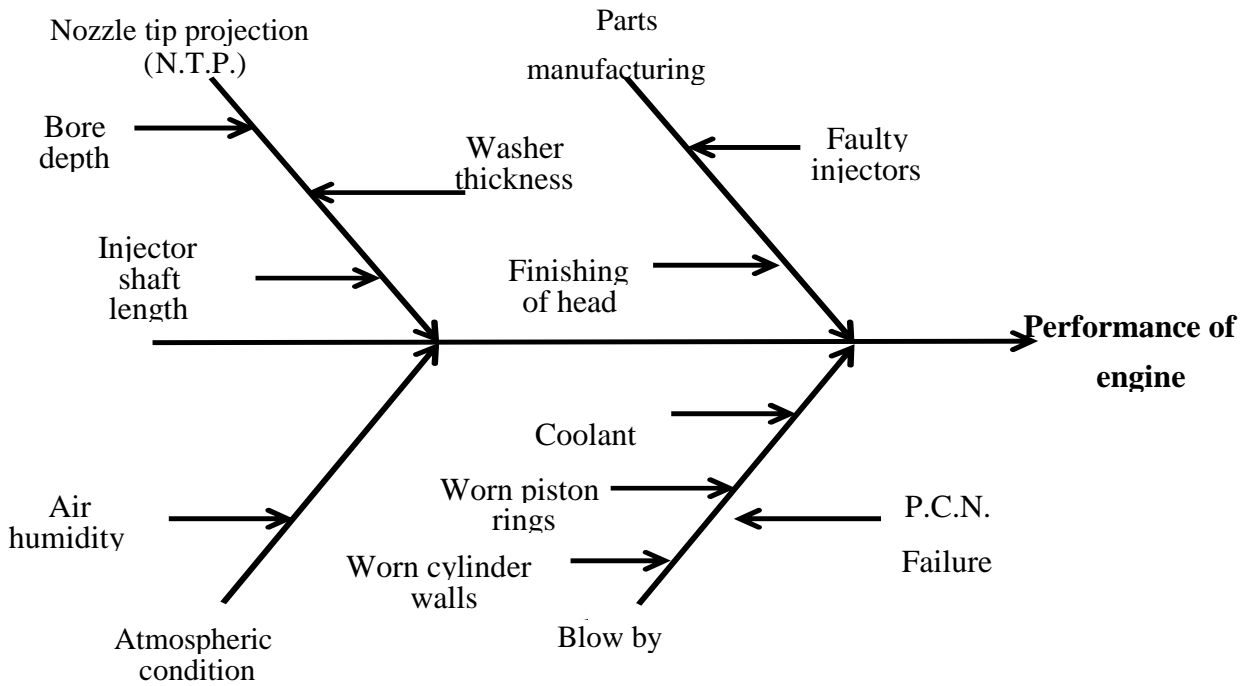 Nozzle tip projection
(N.T.P.)
Parts
manufacturing
Bore
depth
Washer
thickness
Faulty
injectors
Injector
shaft
length
Finishing
of head
Performance of
engine
Coolant
Worn piston
rings
Air
humidity
P.C.N.
Failure
Worn cylinder
walls
Atmospheric
condition
Blow by